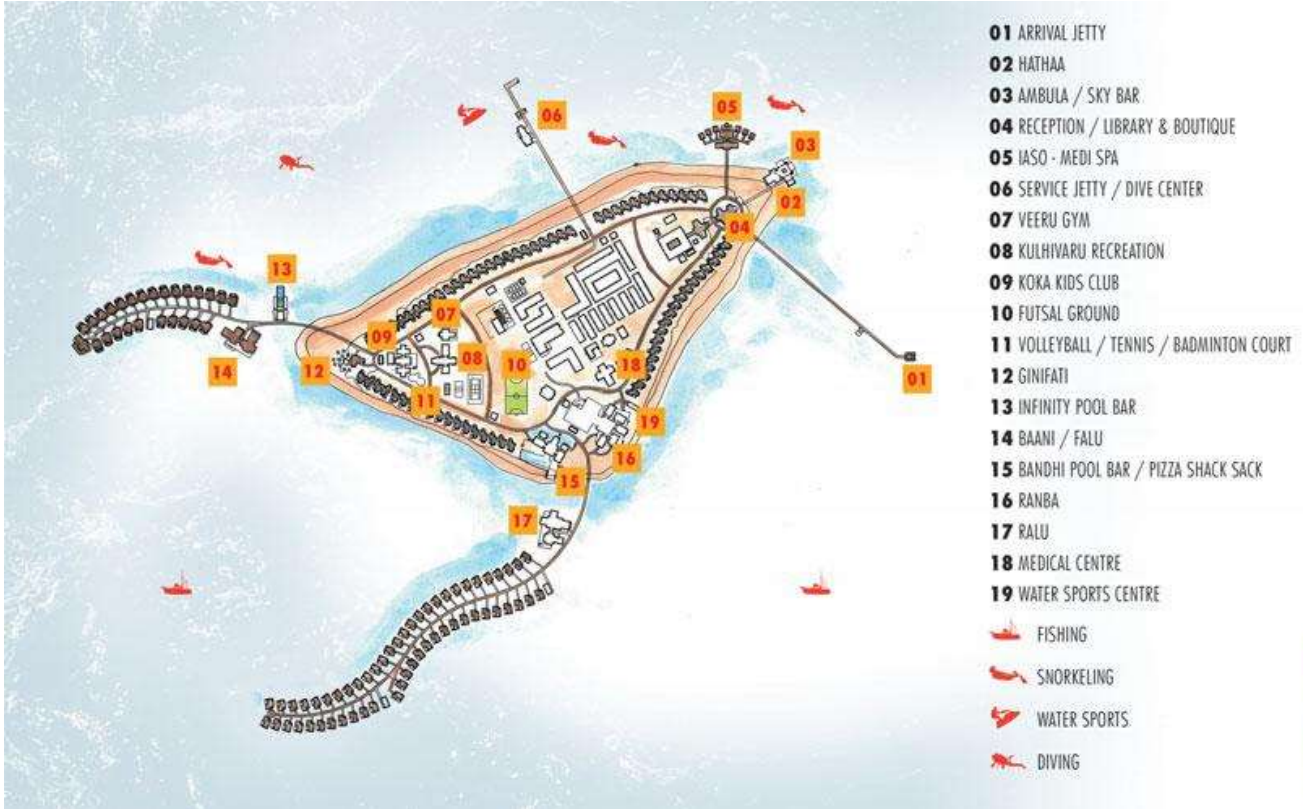 01 ARRIVAL JETTY
02 HATHAA
03 AMBULA / SKY BAR
04 RECEPTION / LIBRARY & BOUTIQUE
05 IASO - MEDI SPA
06 SERVICE JETTY / DIVE CENTER
07 VEERU GYM
08 KULHIVARU RECREATION
09 KOKA KIDS CLUB
10 FUTSAL GROUND
11 VOLLEYBALL / TENNIS / BADMINTON COURT
12 GINIFATI
13 INFINITY POOL BAR
14 BAANI / FALU
15 BANDHI POOL BAR / PIZZA SHACK SACK
16 RANBA
17 RALU
18 MEDICAL CENTRE
19 WATER SPORTS CENTRE
FISHING
SNORKELING
WATER SPORTS
DIVING
05
06
03
02
04
13
07
09
08
10
18
12
14
11
01
19
16
15
17